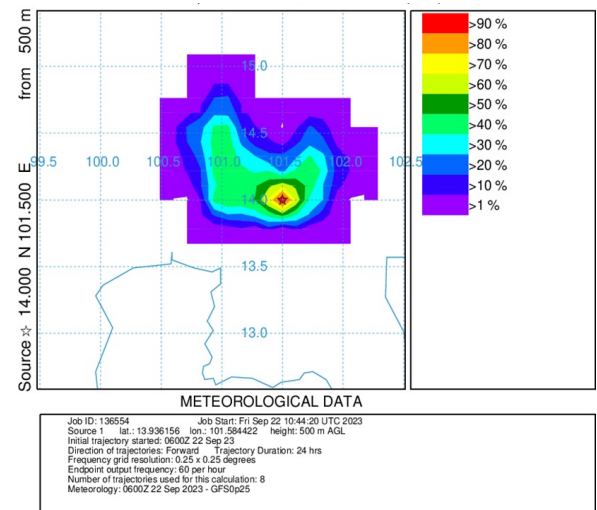 Source ☆ 14.000 N 101.500 E from 500 m
15.0
14.5
99.5 100.0 100.5 101.0 101.5 102.0 102.5
13.5
13.0
>90 %
>80 %
>70 %
>60 %
>50 %
>40 %
>30 %
>20 %
>10 %
>1 %
METEOROLOGICAL DATA
Job ID: 136554 Job Start: Fri Sep 22 10:44:20 UTC 2023
Source 1 lat.: 13.936156 lon.: 101.584422 height: 500 m AGL
Initial trajectory started: 0600Z 22 Sep 23
Direction of trajectories: Forward Trajectory Duration: 24 hrs
Frequency grid resolution: 0.25 x 0.25 degrees
Endpoint output frequency: 60 per hour
Number of trajectories used for this calculation: 8
Meteorology: 0600Z 22 Sep 2023 - GFS0p25